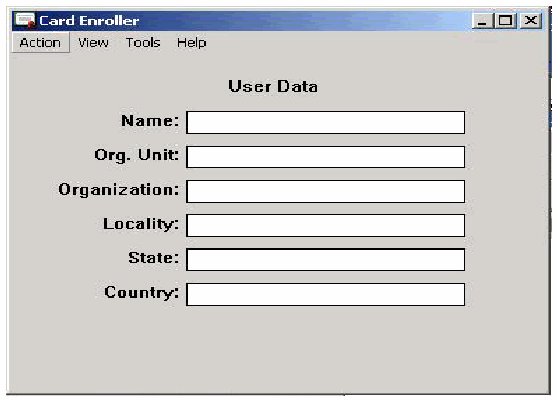 Card Enroller
Action View Tools Help
User Data
Name:
Org. Unit:
Organization:
Locality:
State:
Country: